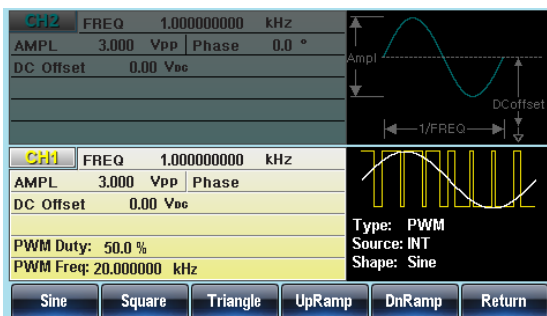 CH2 FREQ 1.000000000 kHz
AMPL 3.000 Vpp Phase 0.0 °
DC Offset 0.00 VDC
Ampl
DCoffset
1/FREQ
CH1 FREQ 1.000000000 kHz
AMPL 3.000 Vpp Phase
DC Offset 0.00 VDC
PWM Duty: 50.0 %
PWM Freq: 20.000000 kHz
Type: PWM
Source: INT
Shape: Sine
Sine Square Triangle UpRamp DnRamp Return